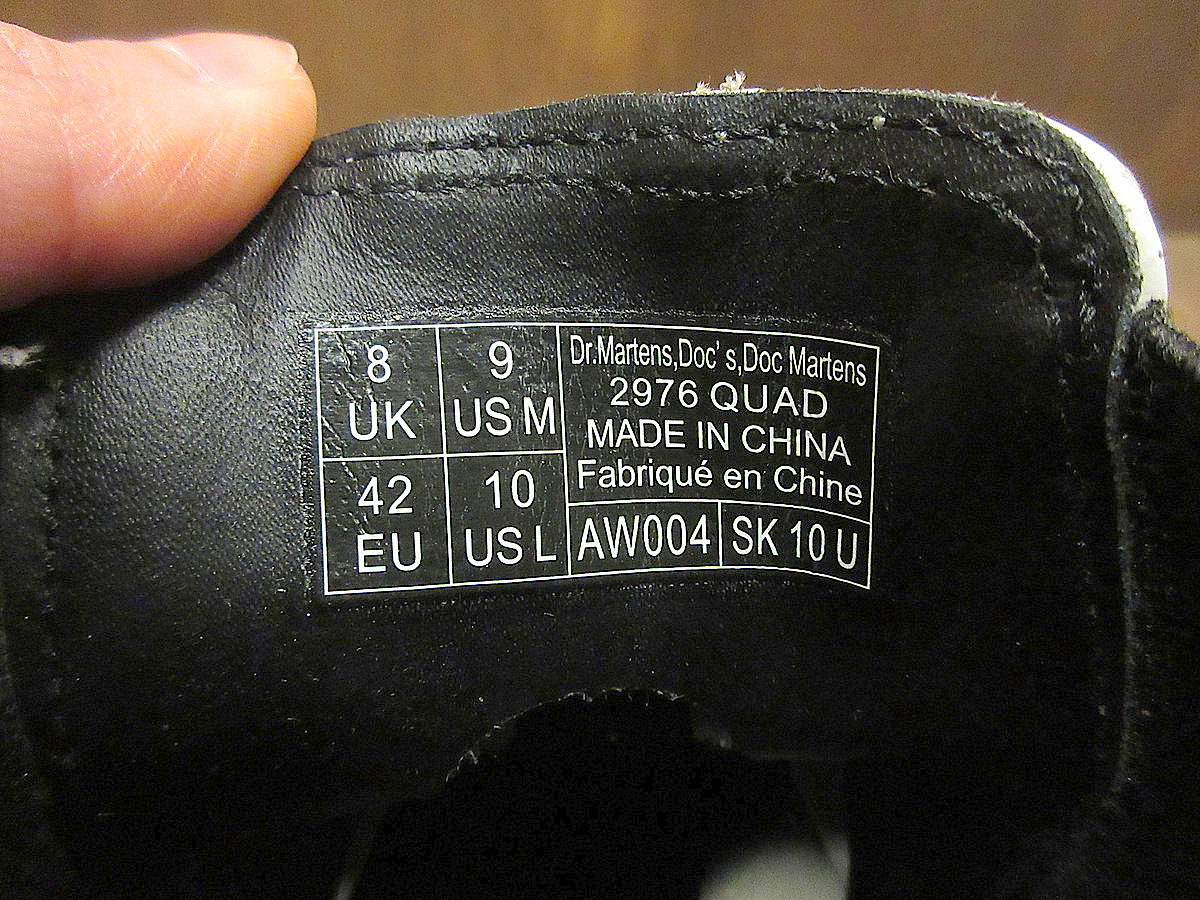 8
UK
9
US M
42
EU
10
US L
Dr.Martens,Doc's,Doc Martens
2976 QUAD
MADE IN CHINA
Fabriqué en Chine
AW004
SK 10 U